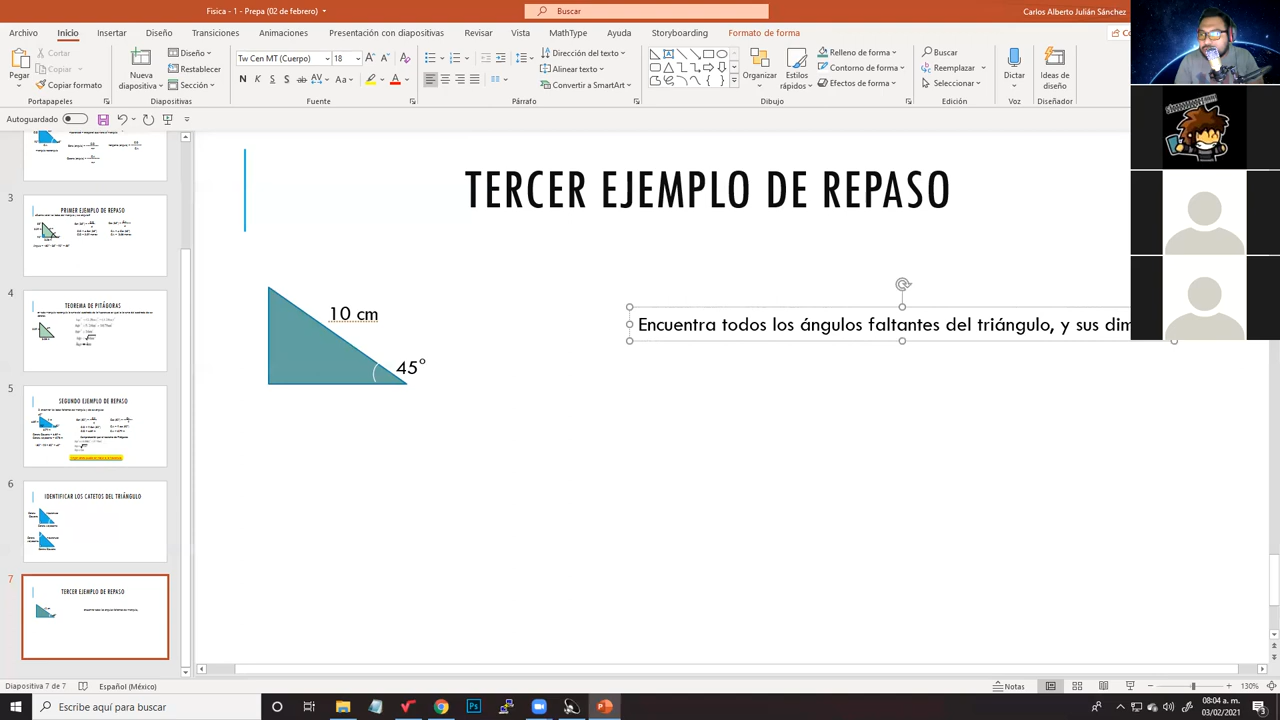 Fisica - 1 - Prepa (02 de febrero)
Buscar
Carlos Alberto Julián Sánchez
Archivo Inicio Insertar Diseño Transiciones Animaciones Presentación con diapositivas Revisar Vista MathType Ayuda Storyboarding Formato de forma
Pegar
Cortar
Copiar
Copiar formato
Portapapeles
Nueva
diapositiva
Diseño
Restablecer
Sección
Diapositivas
Tw Cen MT (Cuerpo) 18
Fuente
Dirección del texto
Alinear texto
Convertir a SmartArt
Párrafo
Organizar
Estilos
rápidos
Relleno de forma
Contorno de forma
Efectos de forma
Dibujo
Buscar
Reemplazar
Seleccionar
Edición
Dictar
Voz
Ideas de
diseño
Diseñador
Autoguardado
3
PRIMER EJEMPLO DE REPASO
4
TEOREMA DE PITÁGORAS
5
SEGUNDO EJEMPLO DE REPASO
6
IDENTIFICAR LOS CATETOS DEL TRIÁNGULO
7
TERCER EJEMPLO DE REPASO
TERCER EJEMPLO DE REPASO
10 cm
45°
Encuentra todos los ángulos faltantes del triángulo, y sus dim
Diapositiva 7 de 7
Español (México)
Notas
130%
Escribe aquí para buscar
08:04 a. m.
03/02/2021